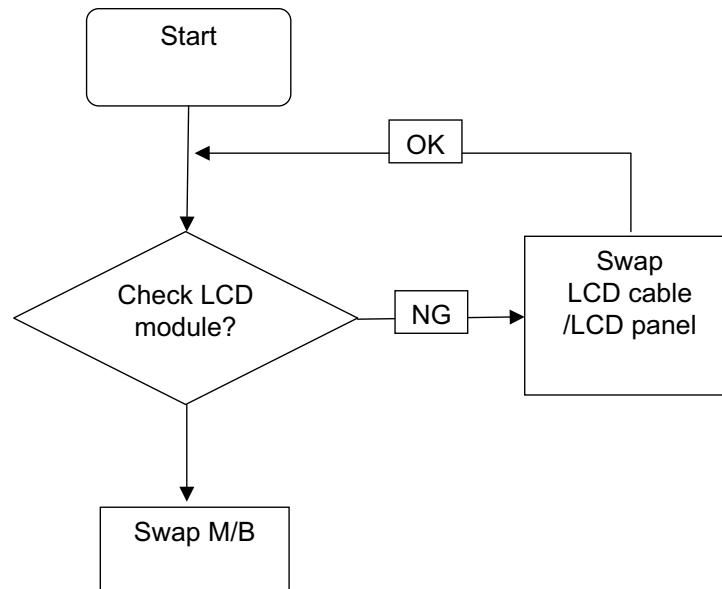 Start
OK
Check LCD
module?
NG
Swap
LCD cable
/LCD panel
Swap M/B